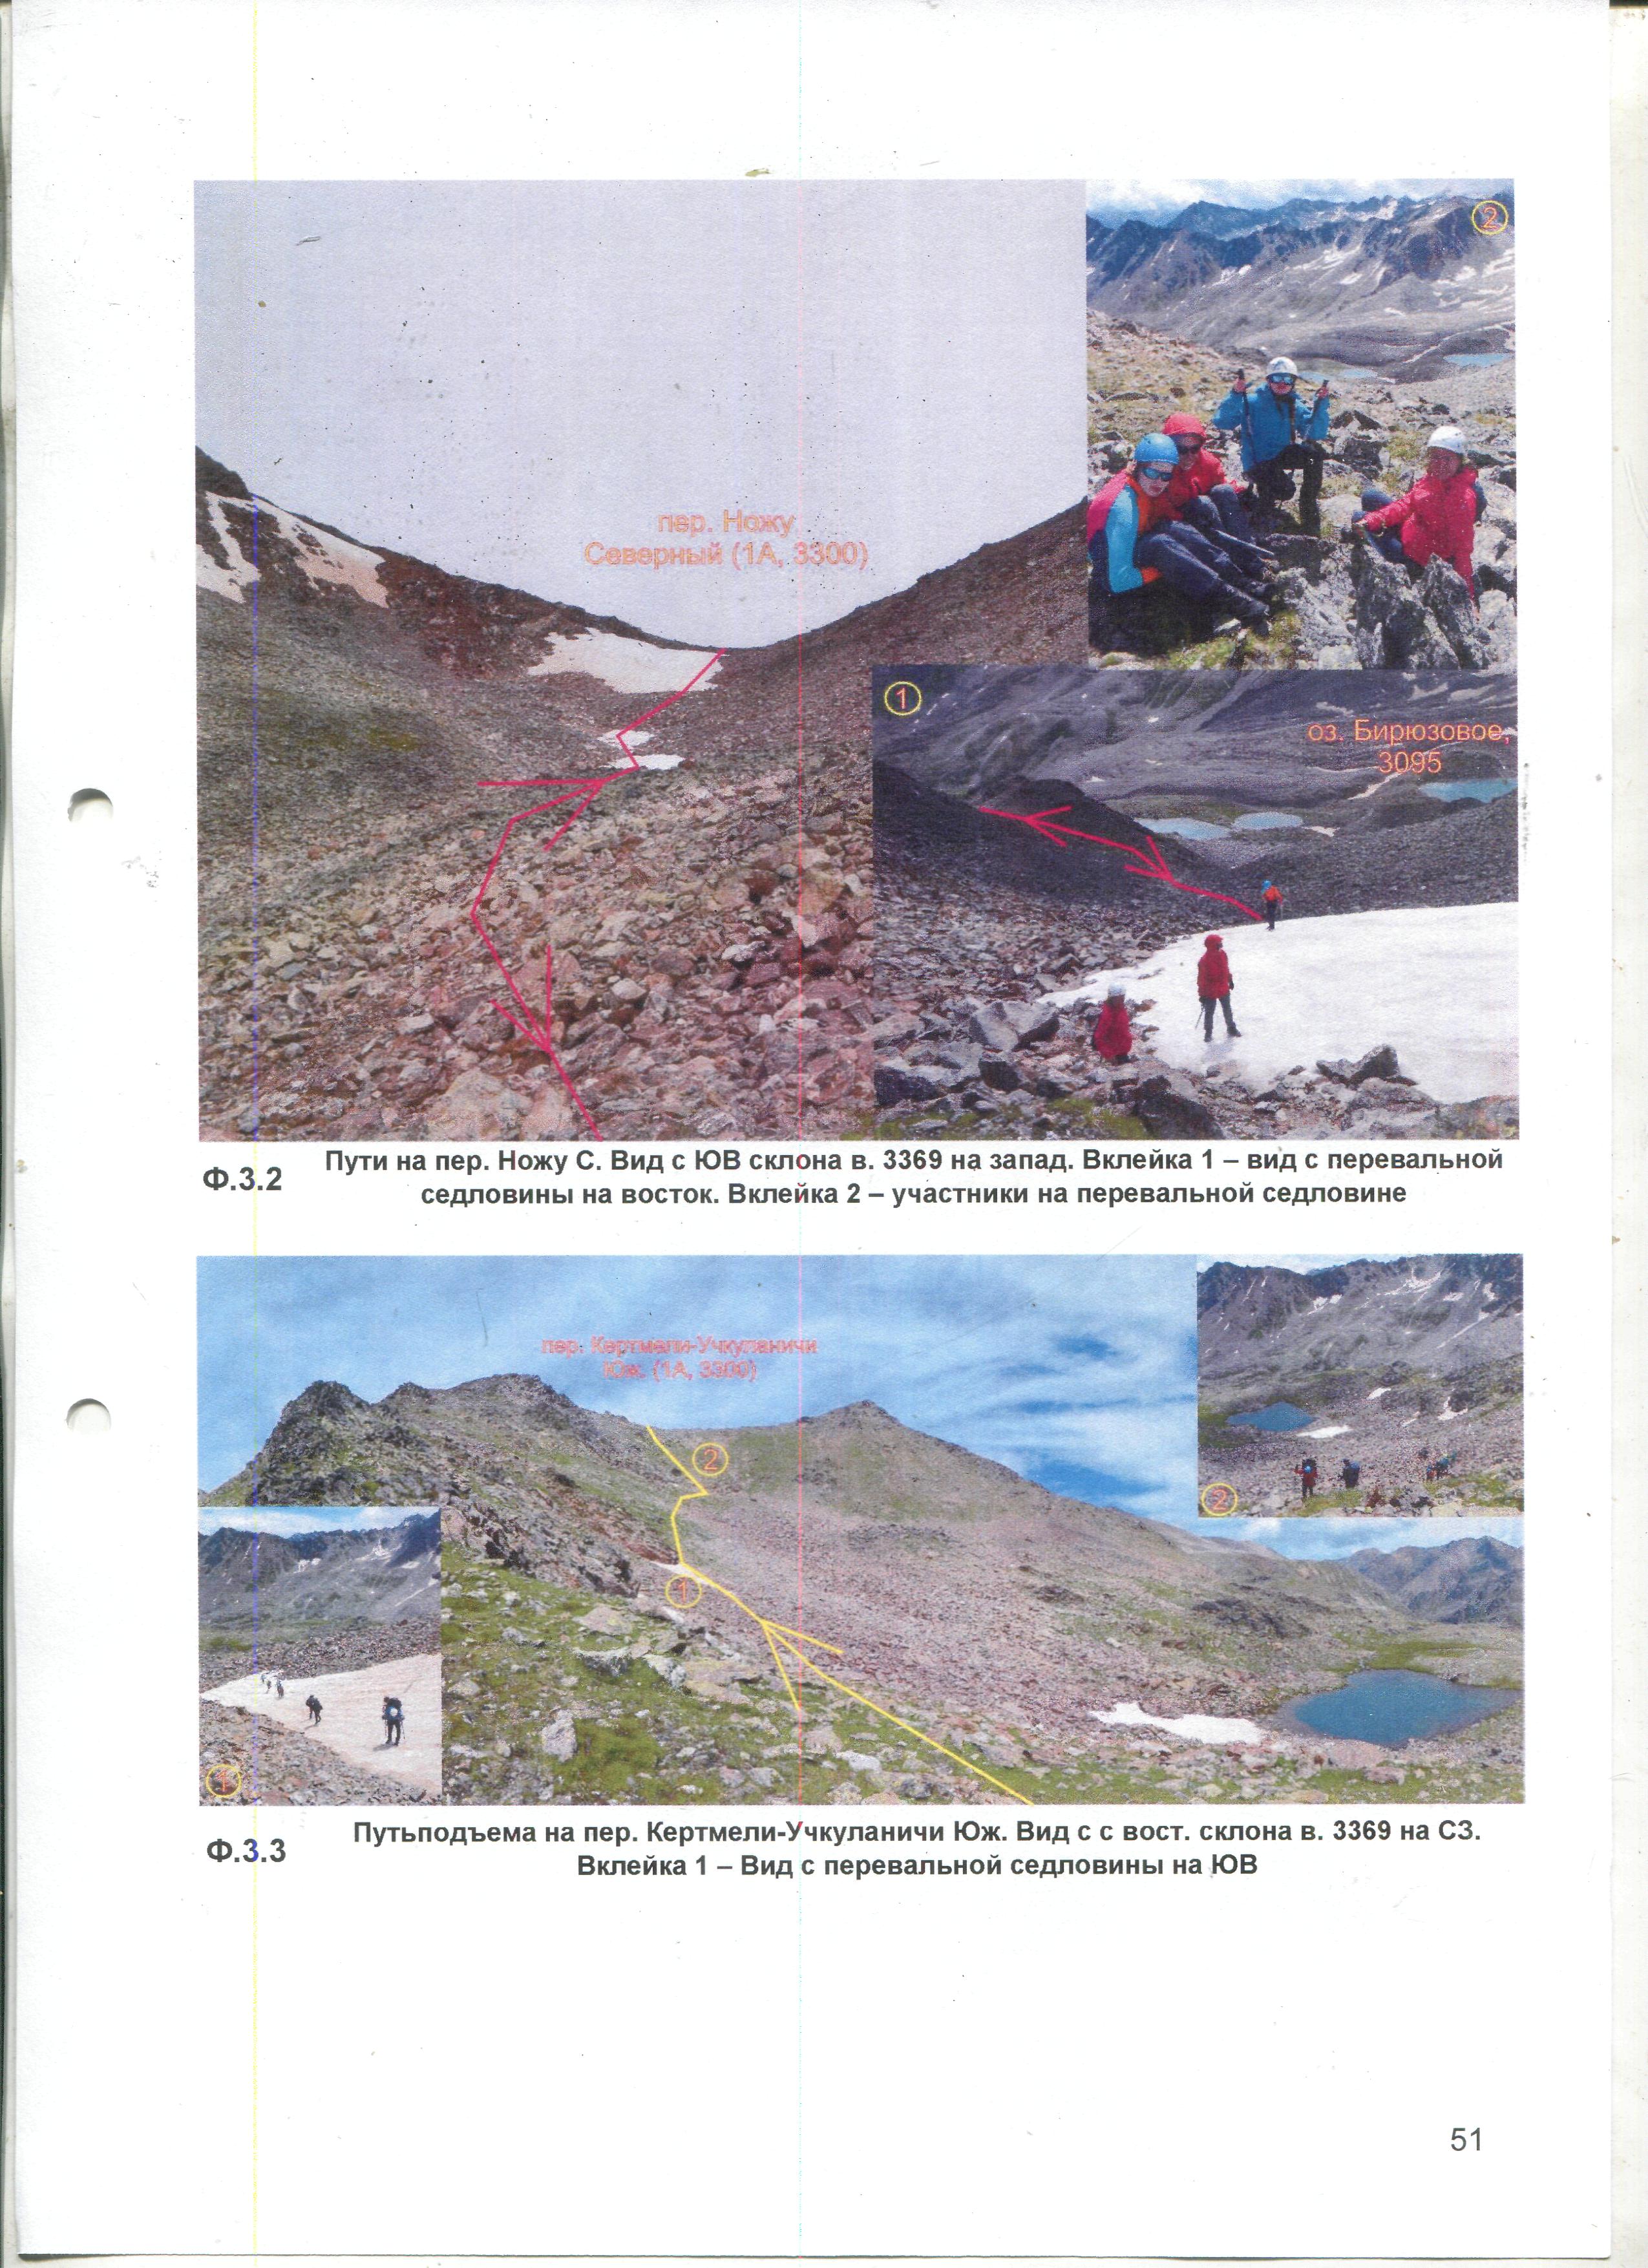 2
пер. Ножу
Северный (1А, 3300)
1
оз. Бирюзовое,
3095
Ф.3.2
Пути на пер. Ножу С. Вид с ЮВ склона в. 3369 на запад. Вклейка 1 – вид с перевальной
седловины на восток. Вклейка 2 – участники на перевальной седловине
пер. Кертмели-Учкуланичи
Юж. (1А, 3300)
2
2
1
1
Ф.3.3
Путьподъема на пер. Кертмели-Учкуланичи Юж. Вид с с вост. склона в. 3369 на СЗ.
Вклейка 1 – Вид с перевальной седловины на ЮВ
51